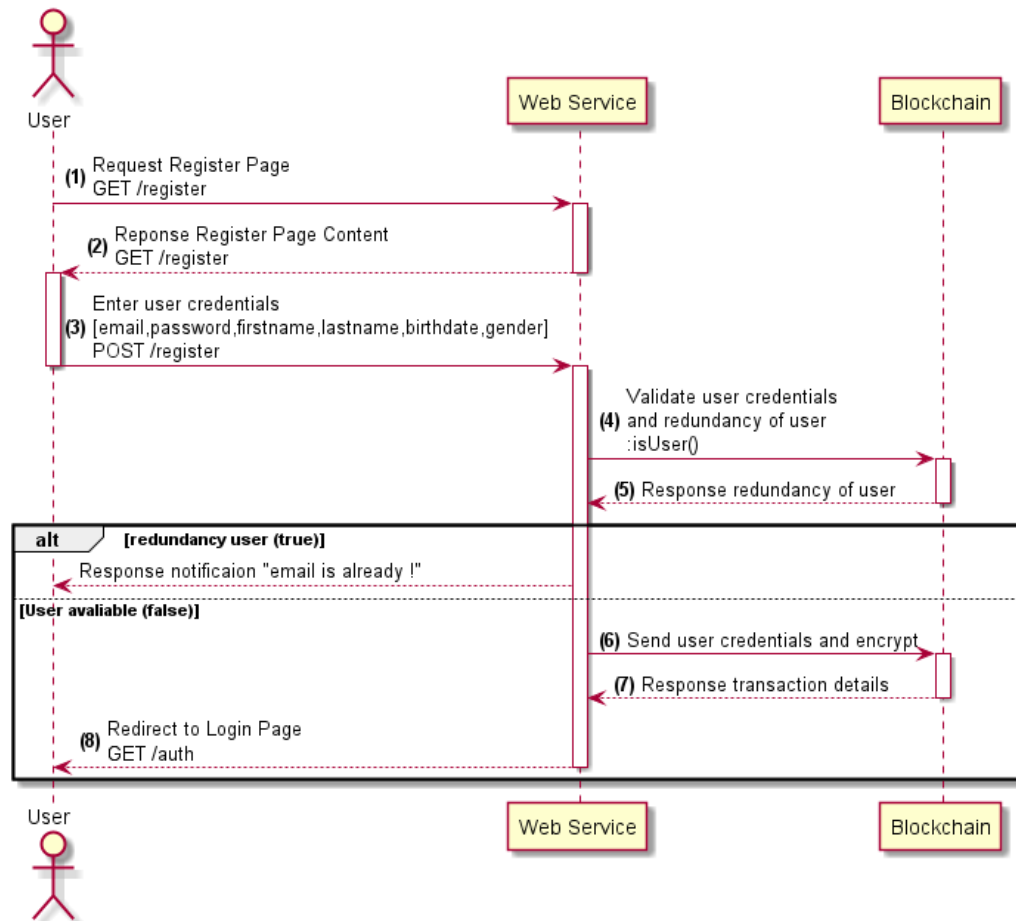 User
Web Service
Blockchain
(1) Request Register Page
GET /register
(2) Reponse Register Page Content
GET /register
Enter user credentials
(3) [email,password,firstname,lastname,birthdate,gender]
POST /register
Validate user credentials
(4) and redundancy of user
:isUser()
(5) Response redundancy of user
alt [redundancy user (true)]
Response notificaion "email is already !"
[User avaliable (false)]
(6) Send user credentials and encrypt
(7) Response transaction details
(8) Redirect to Login Page
GET /auth
User
Web Service
Blockchain